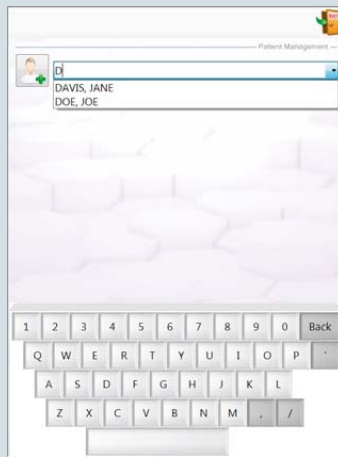 Patient Management
D
DAVIS, JANE
DOE, JOE
1 2 3 4 5 6 7 8 9 0 Back
Q W E R T Y U I O P '
A S D F G H J K L
Z X C V B N M , /